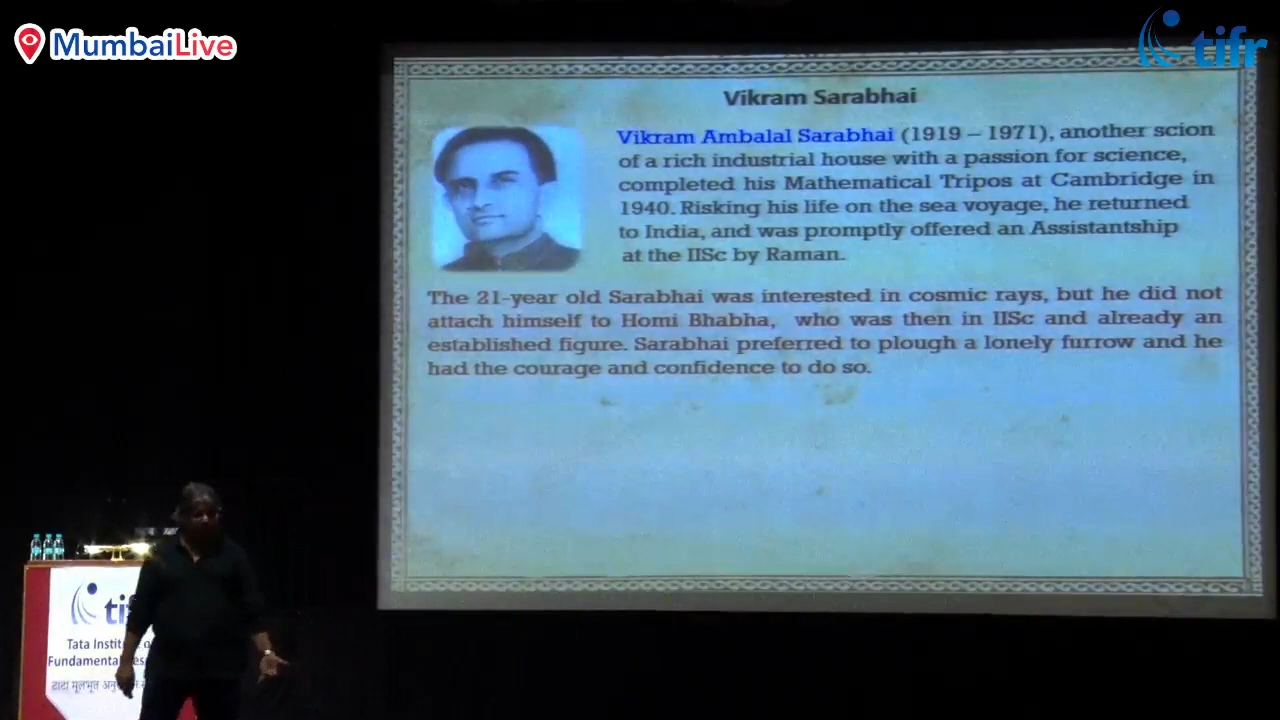 MumbaiLive
tifr
Vikram Sarabhai
Vikram Ambalal Sarabhai (1919 – 1971), another scion
of a rich industrial house with a passion for science,
completed his Mathematical Tripos at Cambridge in
1940. Risking his life on the sea voyage, he returned
to India, and was promptly offered an Assistantship
at the IISc by Raman.
The 21-year old Sarabhai was interested in cosmic rays, but he did not
attach himself to Homi Bhabha, who was then in IISc and already an
established figure. Sarabhai preferred to plough a lonely furrow and he
had the courage and confidence to do so.
Tata
Fundamental
टाटा मूलभूत